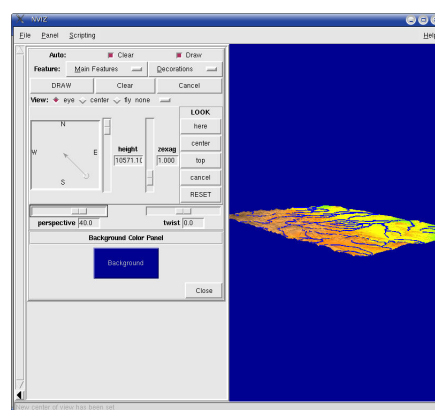 NVIZ
File Panel Scripting Help
Auto: Clear Draw
Feature: Main Features Decorations
DRAW Clear Cancel
View: eye center fly none
LOOK
here
center
top
cancel
RESET
N
W E
S
height
10571.10
zexag
1.000
perspective 40.0 twist 0.0
Background Color Panel
Background
Close
New center of view has been set